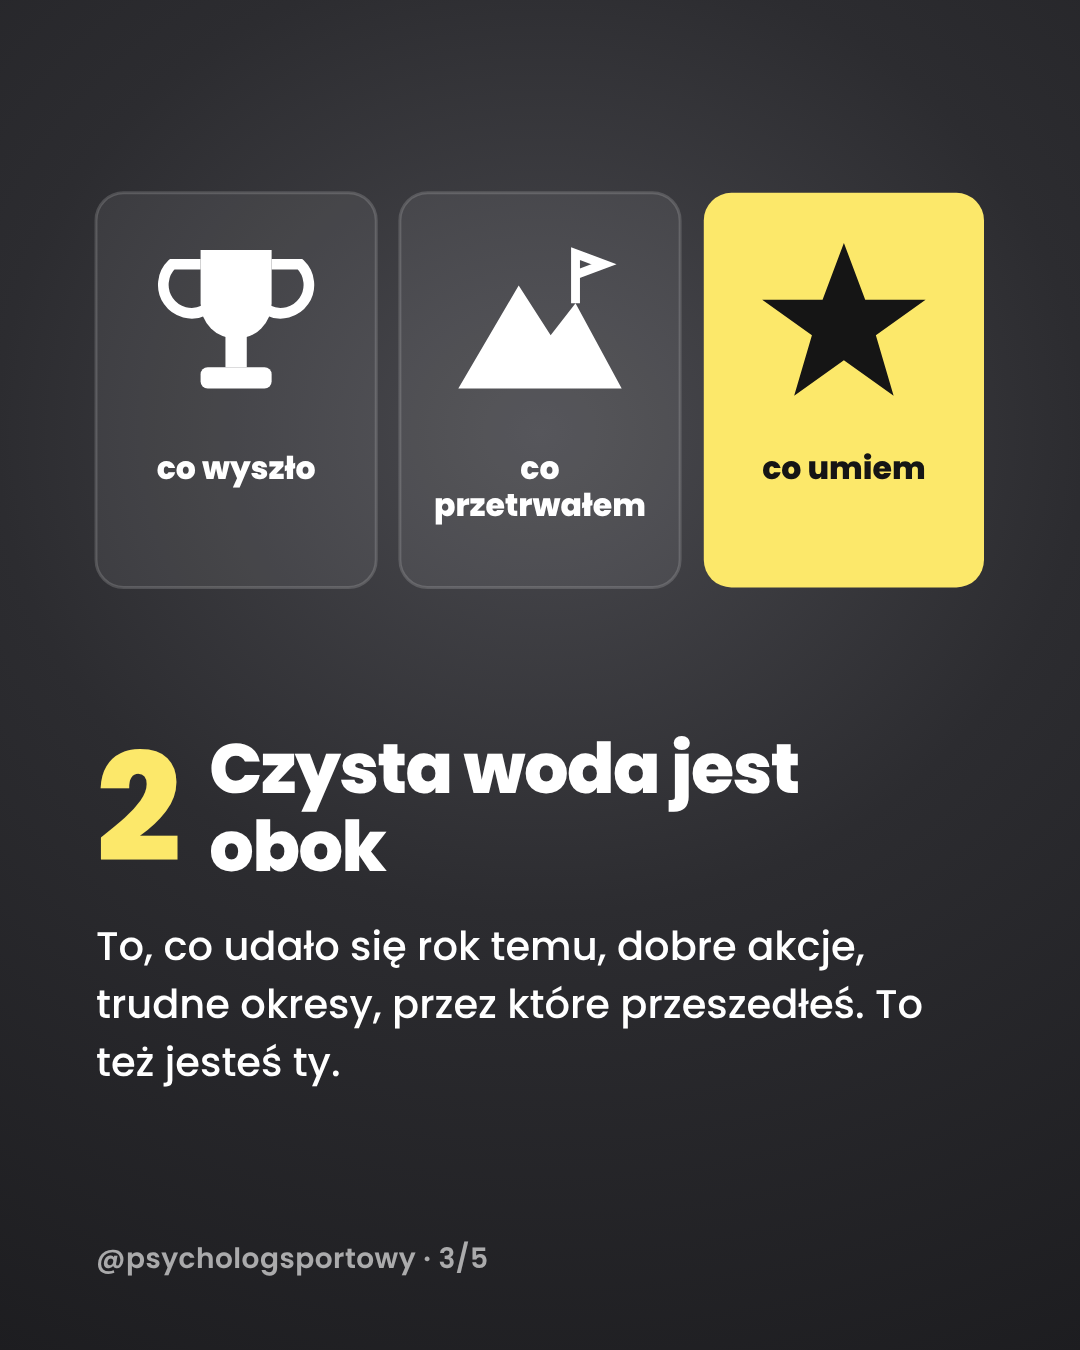 co wyszło
co
przetrwałem
co umiem
2
Czysta woda jest
obok
To, co udało się rok temu, dobre akcje,
trudne okresy, przez które przeszedłeś. To
też jesteś ty.
@psychologsportowy · 3/5